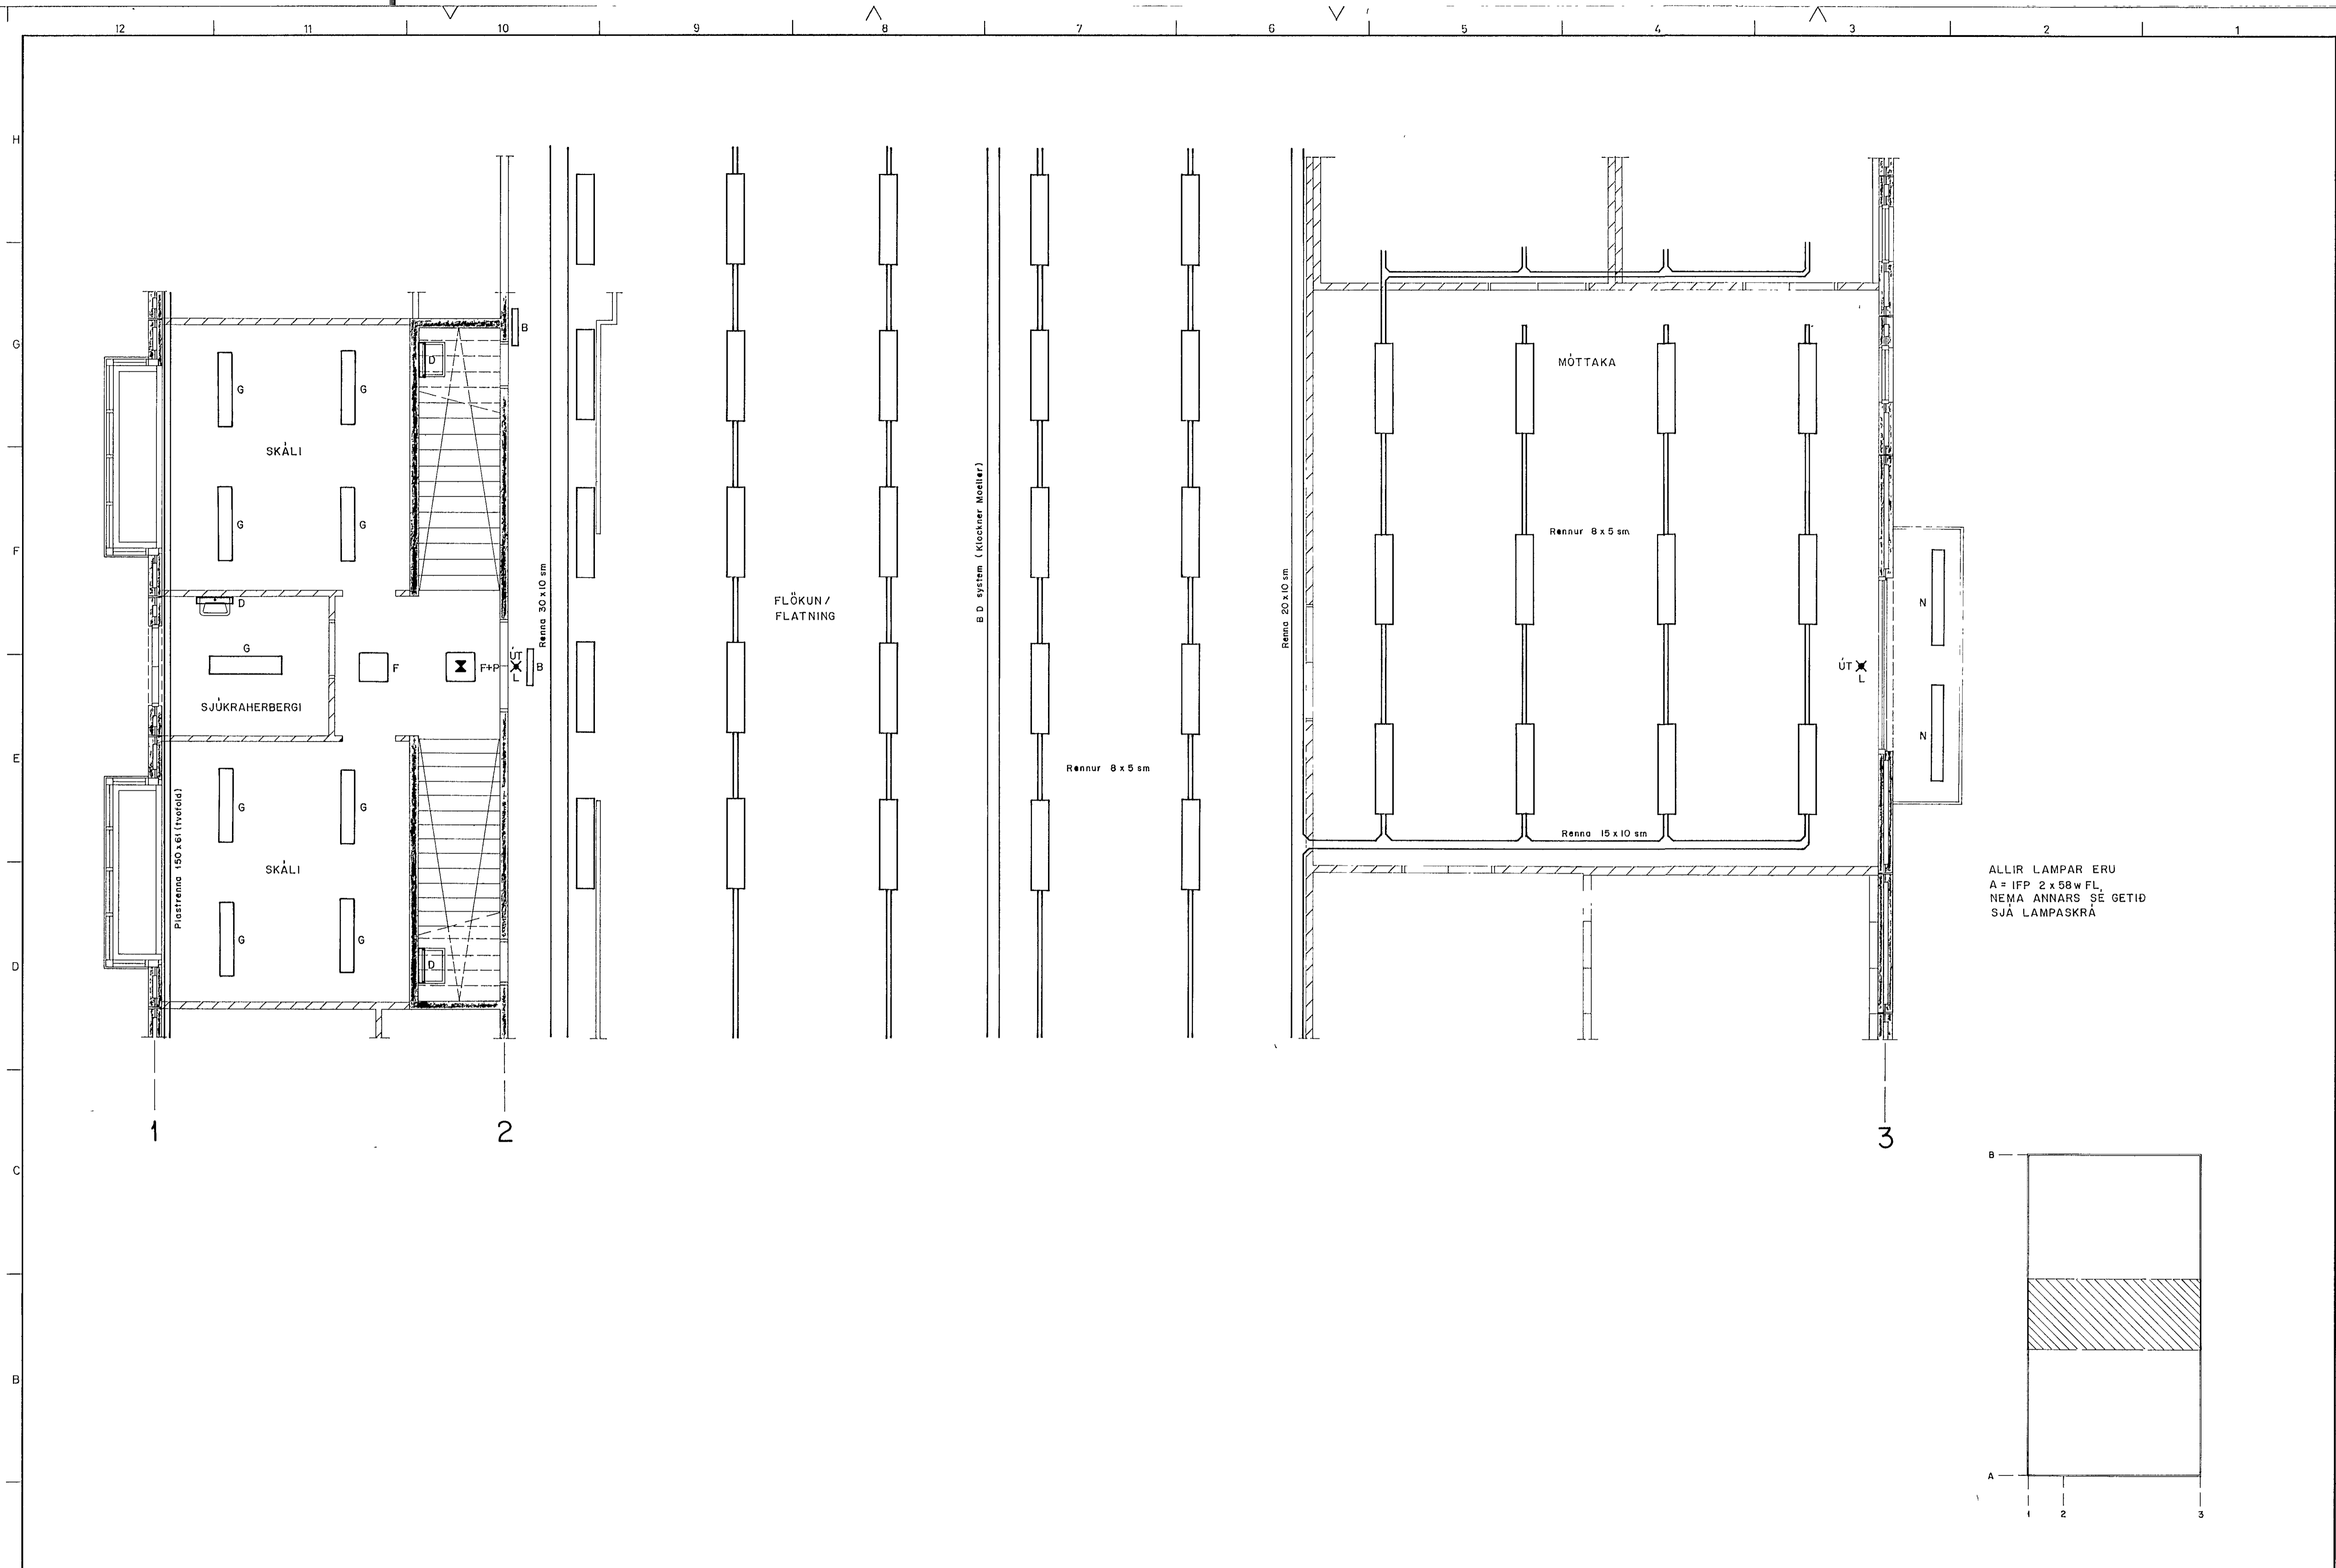 12 11 10 9 8 7 6 5 4 3 2 1
H
G
F
E
D
C
B
G G
SKÁLI
G G
D
B
D
G
SJÚKRAHERBERGI
F
F+P
ÚT
L
B
G G
SKÁLI
G G
D
Plastrenna 150 x 61 (tvöfold)
Renna 30 x 10 sm
FLÖKUN/
FLATNING
B D system (Klockner Moeller)
Rennur 8 x 5 sm
Renna 20 x 10 sm
MÓTTAKA
Rennur 8 x 5 sm
Renna 15 x 10 sm
ÚT
L
N
N
ALLIR LAMPAR ERU
A = IFP 2 x 58 w FL,
NEMA ANNARS SÉ GETIÐ
SJÁ LAMPASKRÁ
1
2
3
B
A
1 2 3